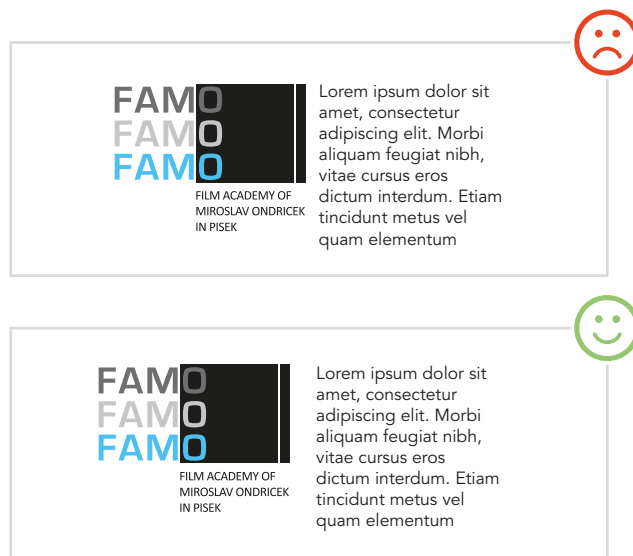 FAMO
FAMO
FAMO
FILM ACADEMY OF
MIROSLAV ONDRICEK
IN PISEK
Lorem ipsum dolor sit
amet, consectetur
adipiscing elit. Morbi
aliquam feugiat nibh,
vitae cursus eros
dictum interdum. Etiam
tincidunt metus vel
quam elementum
FAMO
FAMO
FAMO
FILM ACADEMY OF
MIROSLAV ONDRICEK
IN PISEK
Lorem ipsum dolor sit
amet, consectetur
adipiscing elit. Morbi
aliquam feugiat nibh,
vitae cursus eros
dictum interdum. Etiam
tincidunt metus vel
quam elementum